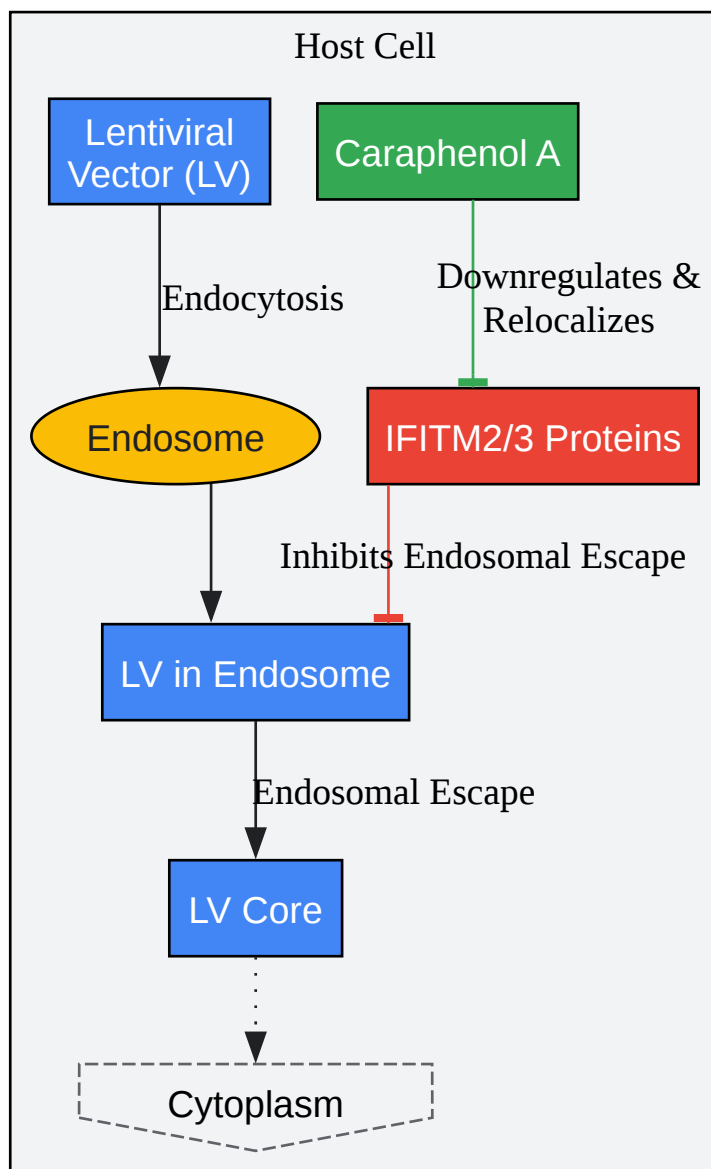 Host Cell
Lentiviral
Vector (LV)
Caraphenol A
Endocytosis
Downregulates &
Relocalizes
Endosome
IFITM2/3 Proteins
Inhibits Endosomal Escape
LV in Endosome
Endosomal Escape
LV Core
Cytoplasm